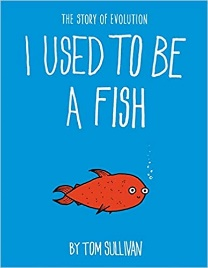 THE STORY OF EVOLUTION
I USED TO BE
A FISH
BY TOM SULLIVAN